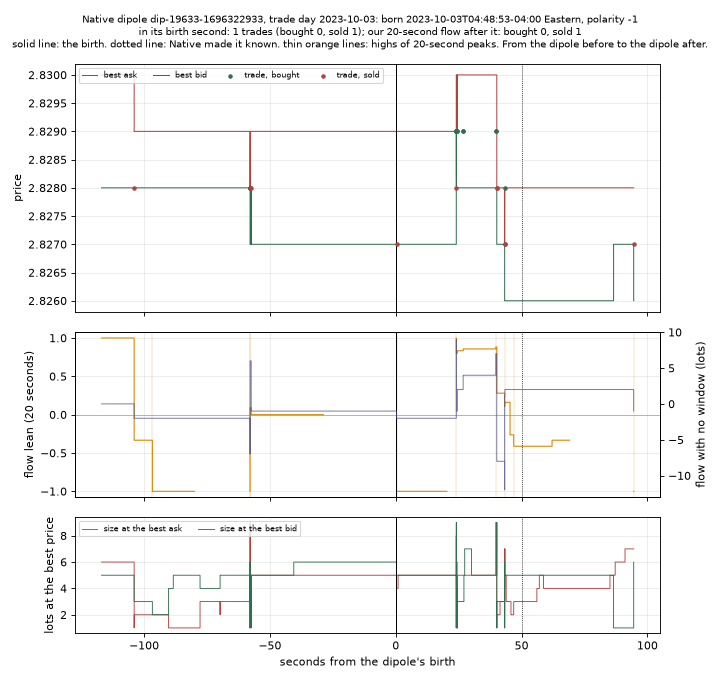 Native dipole dip-19633-1696322933, trade day 2023-10-03: born 2023-10-03T04:48:53-04:00 Eastern, polarity -1
in its birth second: 1 trades (bought 0, sold 1); our 20-second flow after it: bought 0, sold 1
solid line: the birth. dotted line: Native made it known. thin orange lines: highs of 20-second peaks. From the dipole before to the dipole after.
best ask
best bid
trade, bought
trade, sold
2.8300
2.8295
2.8290
2.8285
2.8280
2.8275
2.8270
2.8265
2.8260
price
1.0
0.5
0.0
−0.5
−1.0
flow lean (20 seconds)
10
5
0
−5
−10
flow with no window (lots)
size at the best ask
size at the best bid
8
6
4
2
lots at the best price
−100
−50
0
50
100
seconds from the dipole's birth